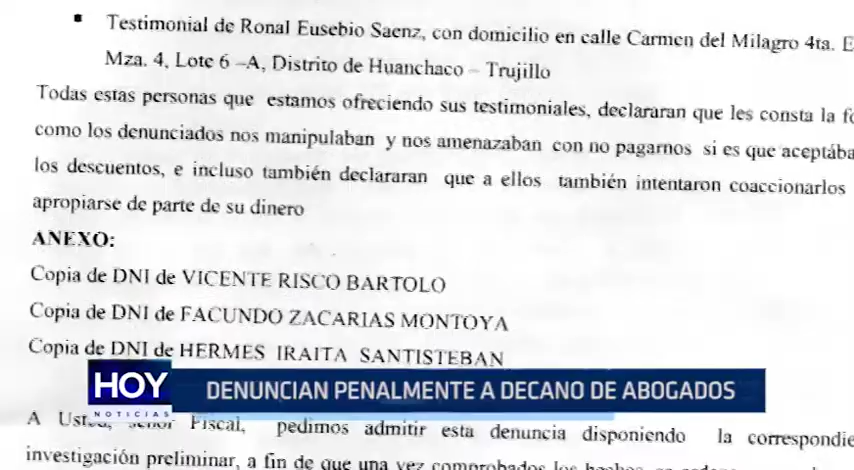 ▪ Testimonial de Ronal Eusebio Saenz, con domicilio en calle Carmen del Milagro 4ta. E
Mza. 4, Lote 6 –A, Distrito de Huanchaco – Trujillo
Todas estas personas que estamos ofreciendo sus testimoniales, declararan que les consta la fo
como los denunciados nos manipulaban y nos amenazaban con no pagarnos si es que aceptába
los descuentos, e incluso también declararan que a ellos también intentaron coaccionarlos
apropiarse de parte de su dinero
ANEXO:
Copia de DNI de VICENTE RISCO BARTOLO
Copia de DNI de FACUNDO ZACARIAS MONTOYA
Copia de DNI de HERMES IRAITA SANTISTEBAN
HOY
NOTICIAS
DENUNCIAN PENALMENTE A DECANO DE ABOGADOS
A Fiscal, pedimos admitir esta denuncia disponiendo la correspondie
investigación preliminar, a fin de que una vez comprobados los